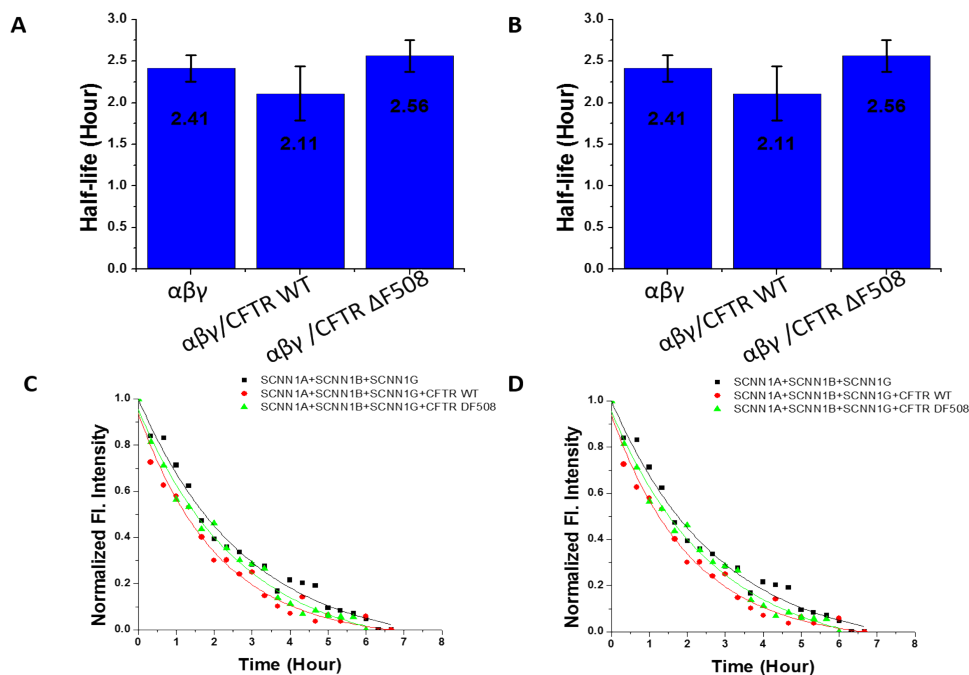 A
Half-life (Hour)
3.0
2.5
2.0
1.5
1.0
0.5
0.0
2.41
2.11
2.56
αβγ
αβγ/CFTR WT
αβγ /CFTR ΔF508
B
Half-life (Hour)
3.0
2.5
2.0
1.5
1.0
0.5
0.0
2.41
2.11
2.56
αβγ
αβγ/CFTR WT
αβγ /CFTR ΔF508
C
SCNN1A+SCNN1B+SCNN1G
SCNN1A+SCNN1B+SCNN1G+CFTR WT
SCNN1A+SCNN1B+SCNN1G+CFTR DF508
Normalized Fl. Intensity
1.0
0.8
0.6
0.4
0.2
0.0
0 1 2 3 4 5 6 7 8
Time (Hour)
D
SCNN1A+SCNN1B+SCNN1G
SCNN1A+SCNN1B+SCNN1G+CFTR WT
SCNN1A+SCNN1B+SCNN1G+CFTR DF508
Normalized Fl. Intensity
1.0
0.8
0.6
0.4
0.2
0.0
0 1 2 3 4 5 6 7 8
Time (Hour)